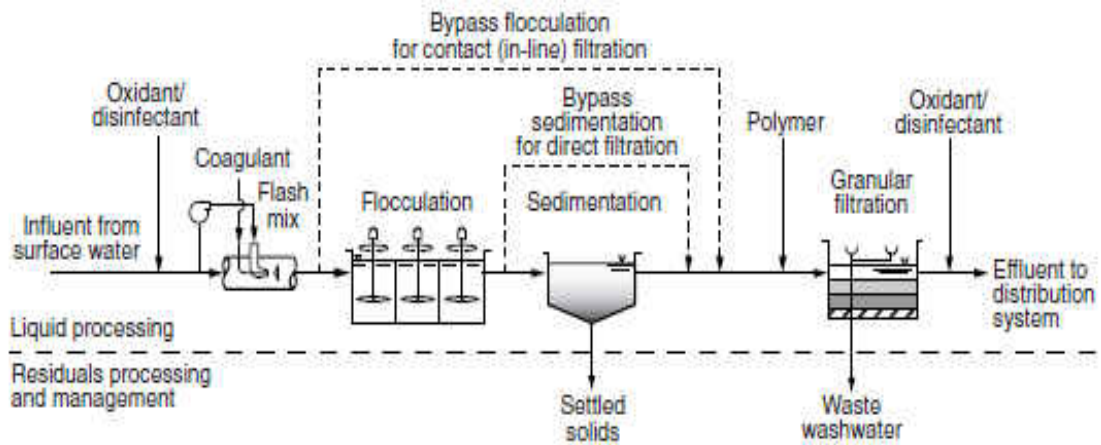 Bypass flocculation
for contact (in-line) filtration
Oxidant/
disinfectant
Bypass
sedimentation
for direct filtration
Polymer
Oxidant/
disinfectant
Coagulant
Flash
mix
Flocculation
Sedimentation
Granular
filtration
Influent from
surface water
Effluent to
distribution
system
Liquid processing
Residuals processing
and management
Settled
solids
Waste
washwater